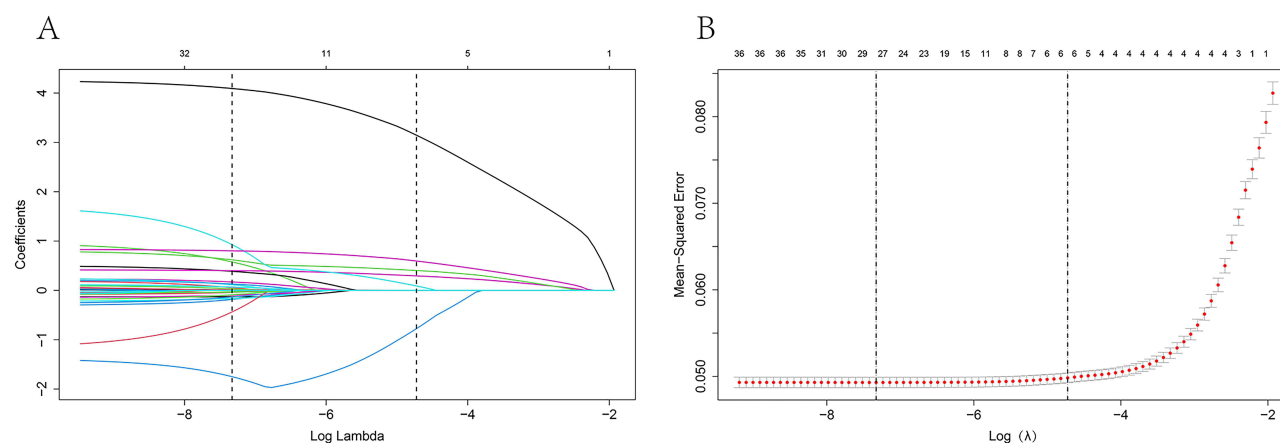 A
32 11 5 1
Coefficients
4
3
2
1
0
−1
−2
−8 −6 −4 −2
Log Lambda
B
36 36 36 35 31 30 29 27 24 23 19 15 11 8 8 7 6 6 6 5 4 4 4 4 4 4 4 4 3 1 1
Mean−Squared Error
0.080
0.070
0.060
0.050
−8 −6 −4 −2
Log (λ)